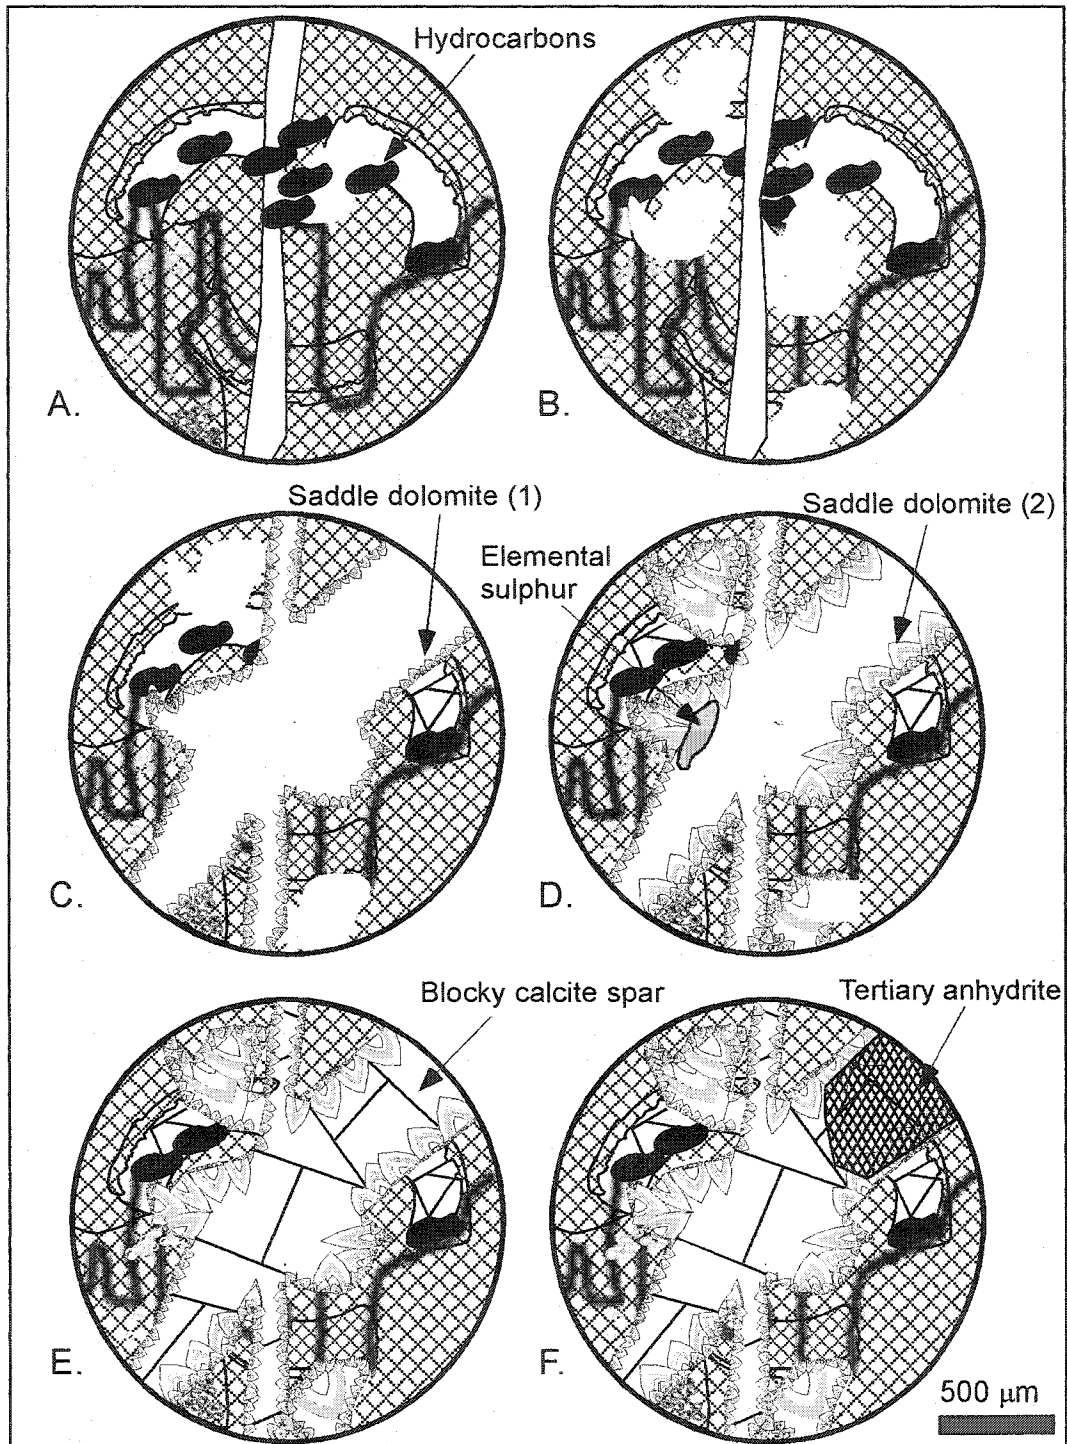 Hydrocarbons
A.
B.
Saddle dolomite (1)
Saddle dolomite (2)
Elemental
sulphur
C.
D.
Blocky calcite spar
Tertiary anhydrite
E.
F.
500 µm